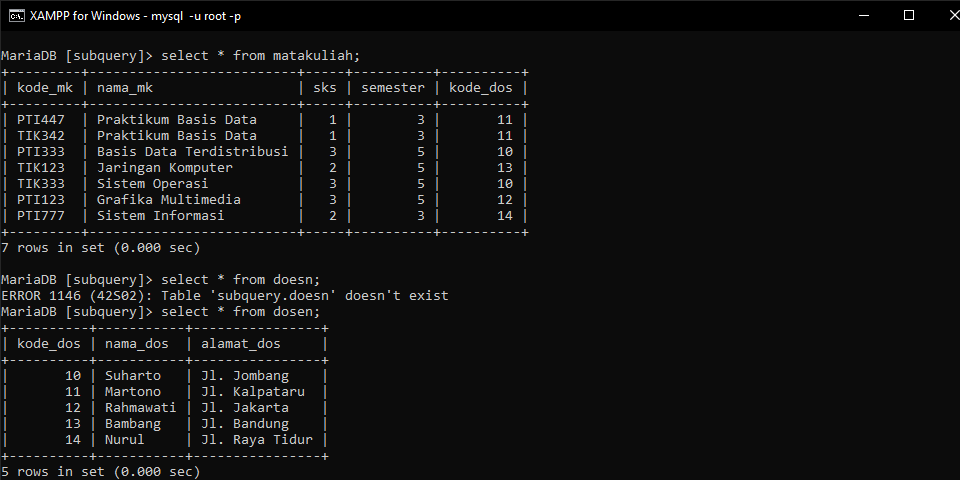 XAMPP for Windows - mysql  -u root -p
MariaDB [subquery]> select * from matakuliah;
+---------+--------------------------+-----+----------+----------+
| kode_mk | nama_mk                  | sks | semester | kode_dos |
+---------+--------------------------+-----+----------+----------+
| PTI447  | Praktikum Basis Data     |   1 |        3 |       11 |
| TIK342  | Praktikum Basis Data     |   1 |        3 |       11 |
| PTI333  | Basis Data Terdistribusi |   3 |        5 |       10 |
| TIK123  | Jaringan Komputer        |   2 |        5 |       13 |
| TIK333  | Sistem Operasi           |   3 |        5 |       10 |
| PTI123  | Grafika Multimedia       |   3 |        5 |       12 |
| PTI777  | Sistem Informasi         |   2 |        3 |       14 |
+---------+--------------------------+-----+----------+----------+
7 rows in set (0.000 sec)
MariaDB [subquery]> select * from doesn;
ERROR 1146 (42S02): Table 'subquery.doesn' doesn't exist
MariaDB [subquery]> select * from dosen;
+----------+-----------+----------------+
| kode_dos | nama_dos  | alamat_dos     |
+----------+-----------+----------------+
|       10 | Suharto   | Jl. Jombang    |
|       11 | Martono   | Jl. Kalpataru  |
|       12 | Rahmawati | Jl. Jakarta    |
|       13 | Bambang   | Jl. Bandung    |
|       14 | Nurul     | Jl. Raya Tidur |
+----------+-----------+----------------+
5 rows in set (0.000 sec)